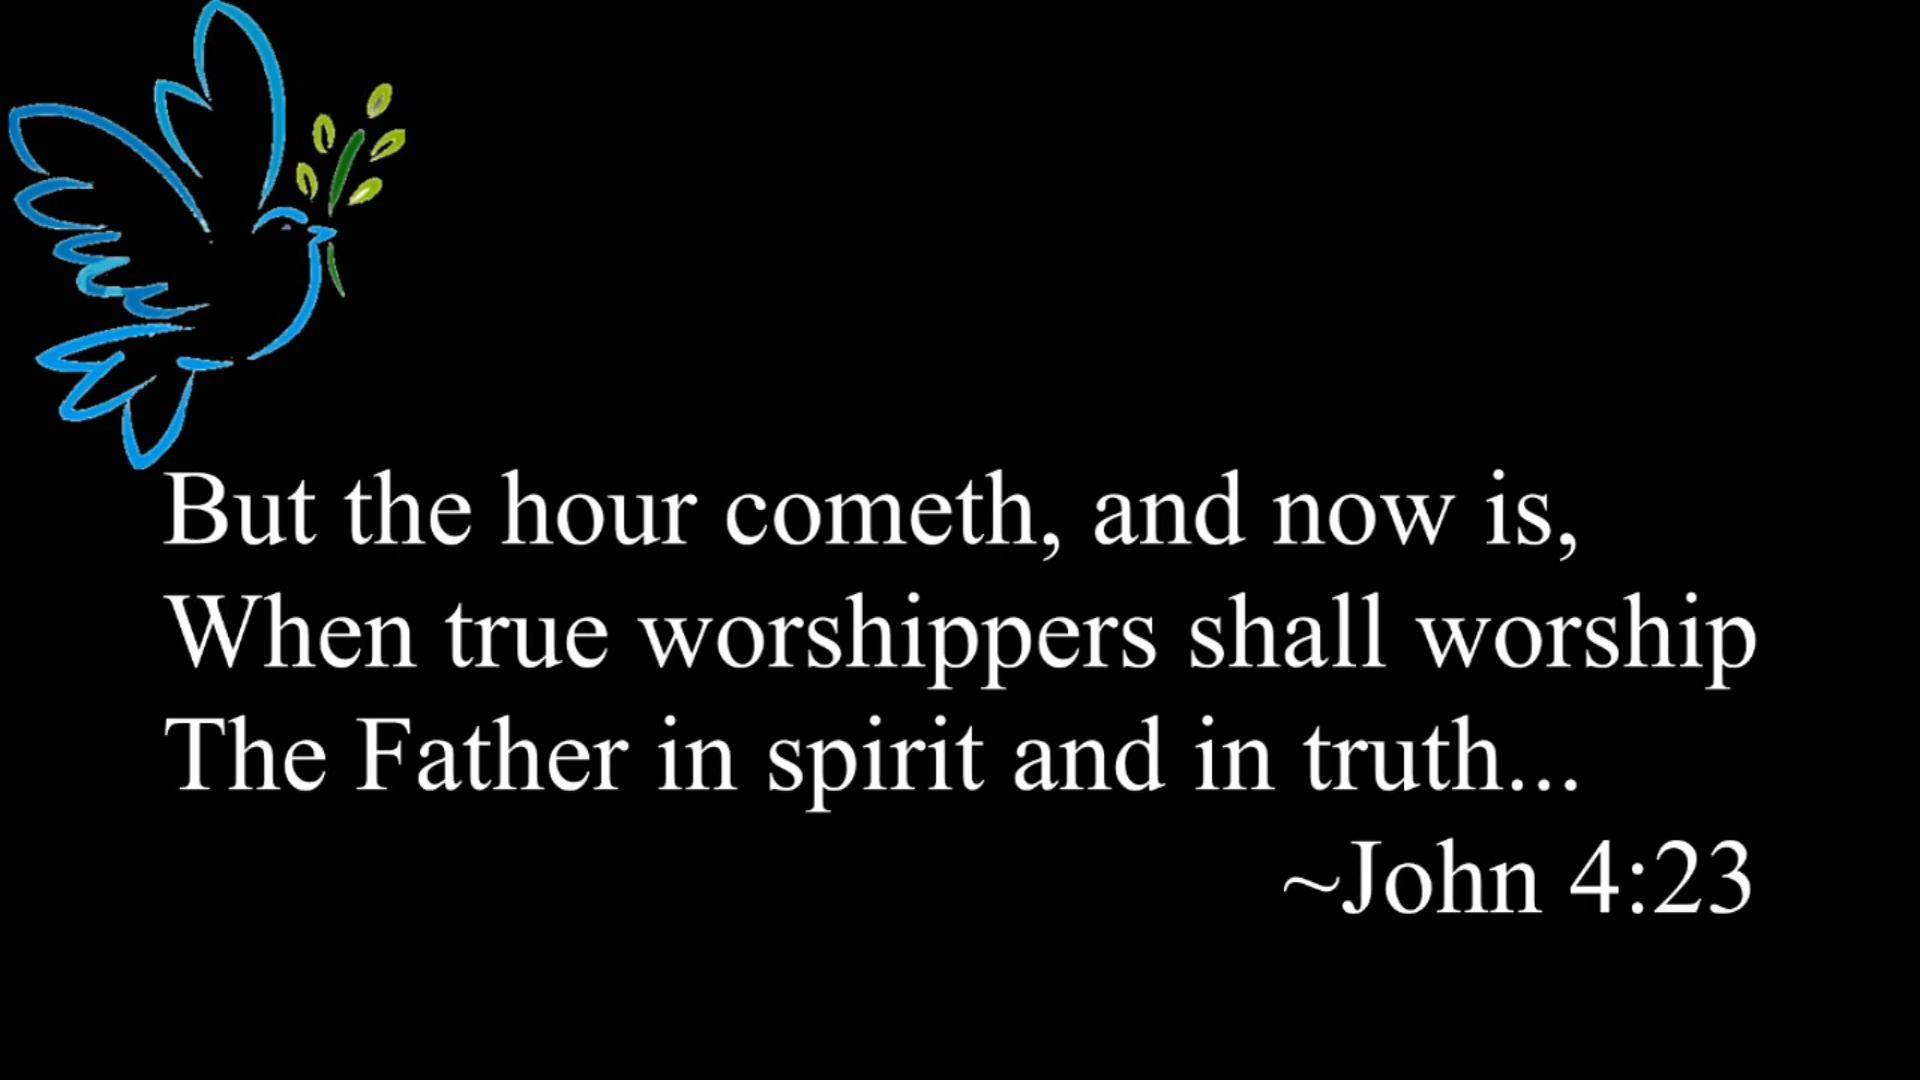 But the hour cometh, and now is,
When true worshippers shall worship
The Father in spirit and in truth...
~John 4:23